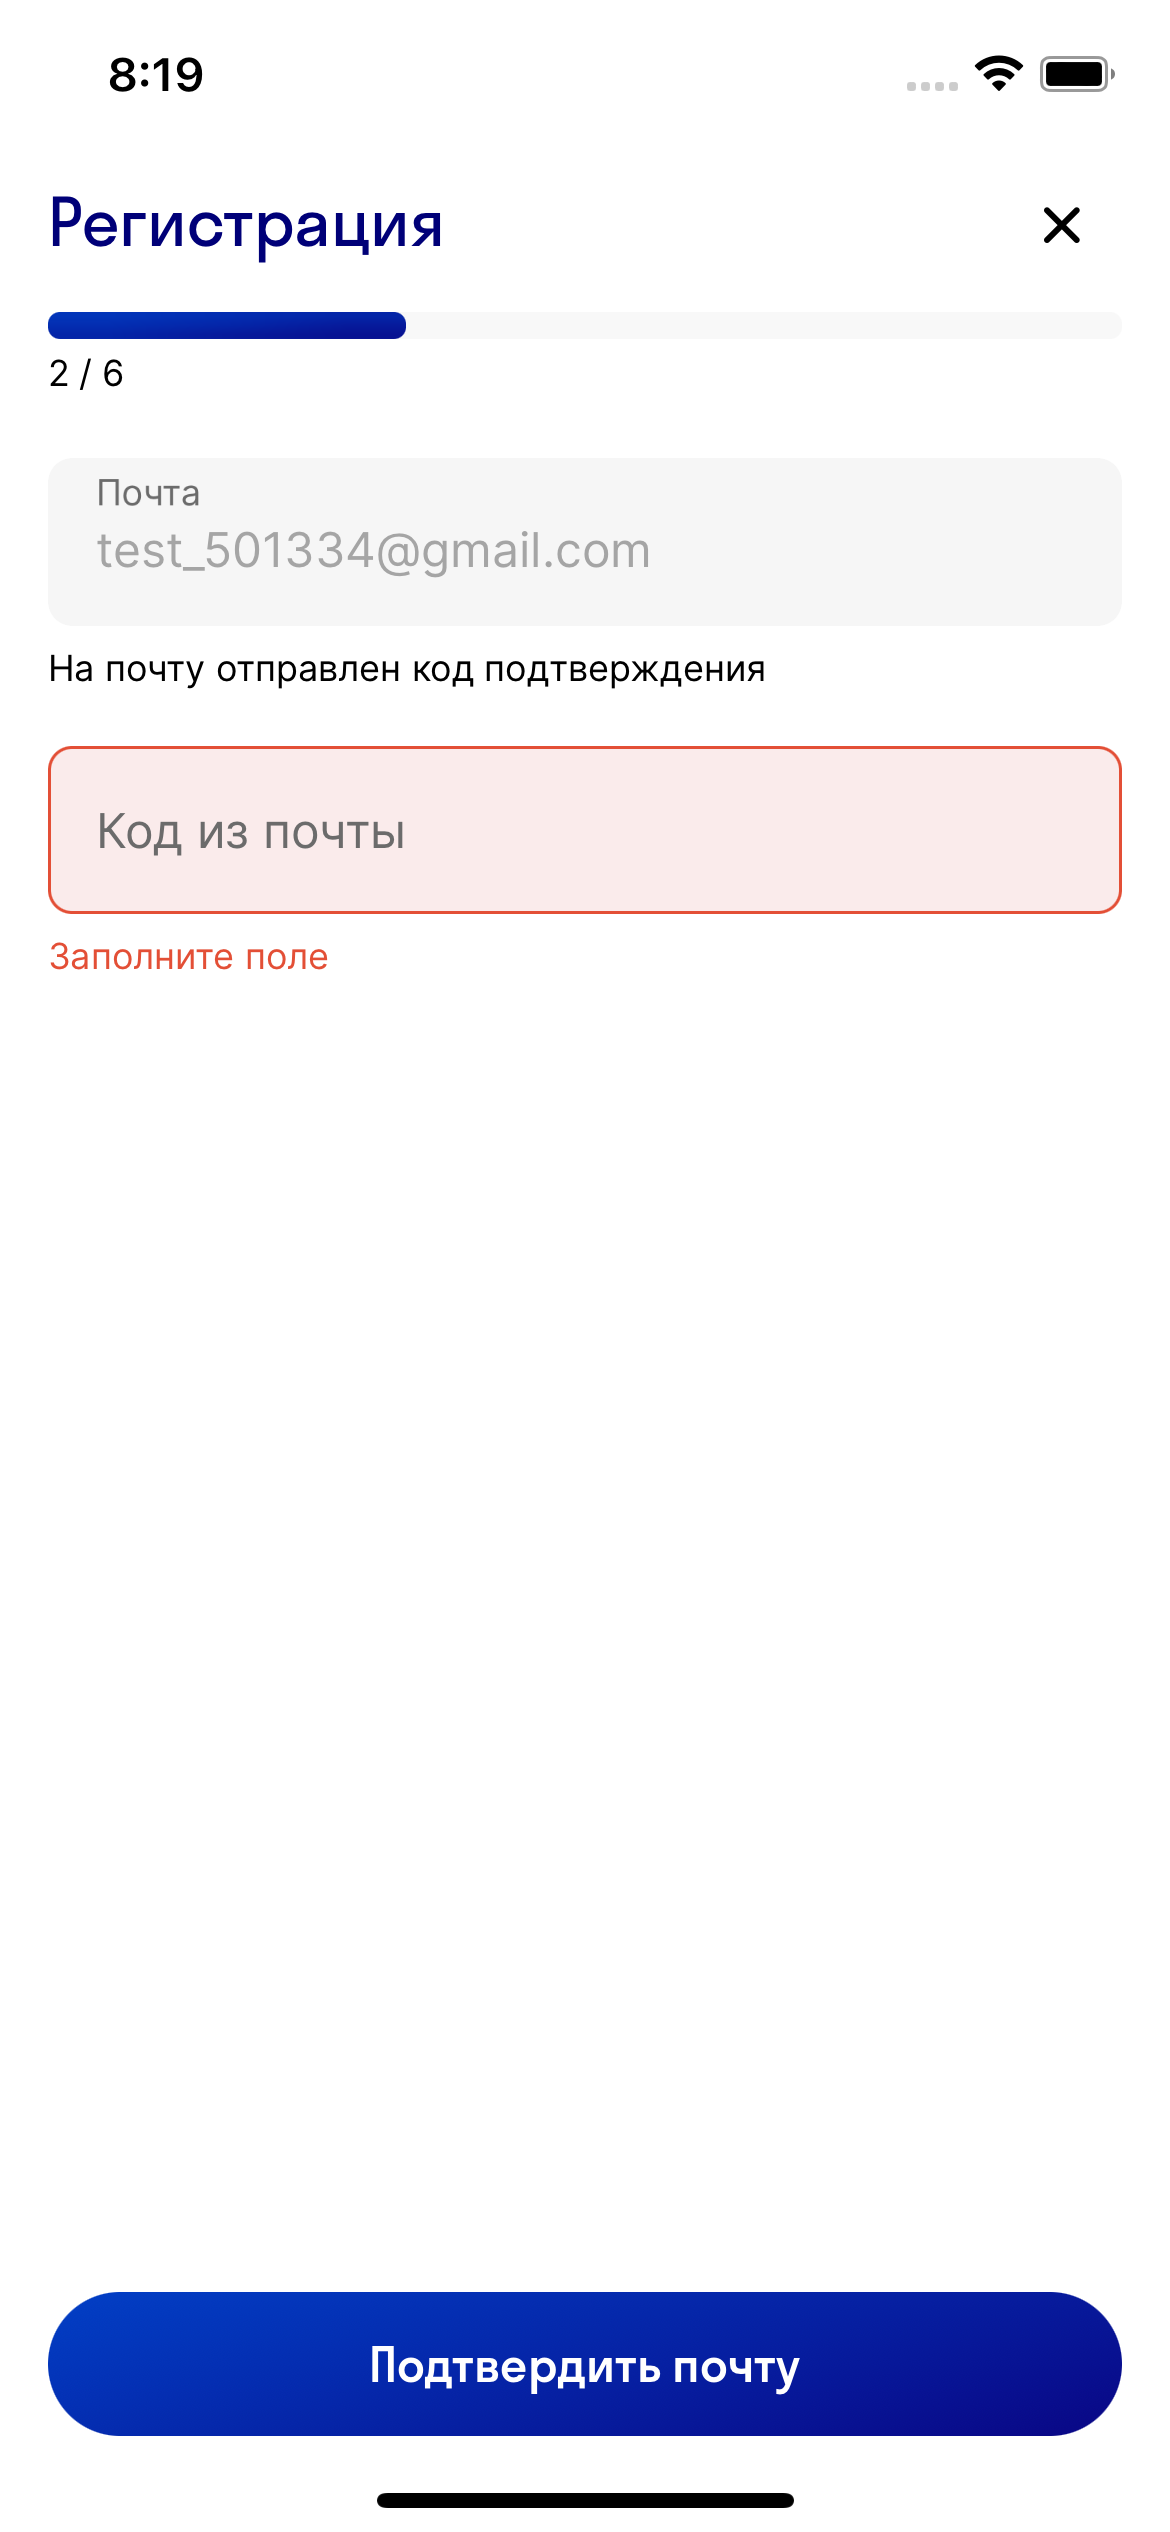 8:19
Регистрация
2 / 6
Почта
test_501334@gmail.com
На почту отправлен код подтверждения
Код из почты
Заполните поле
Подтвердить почту